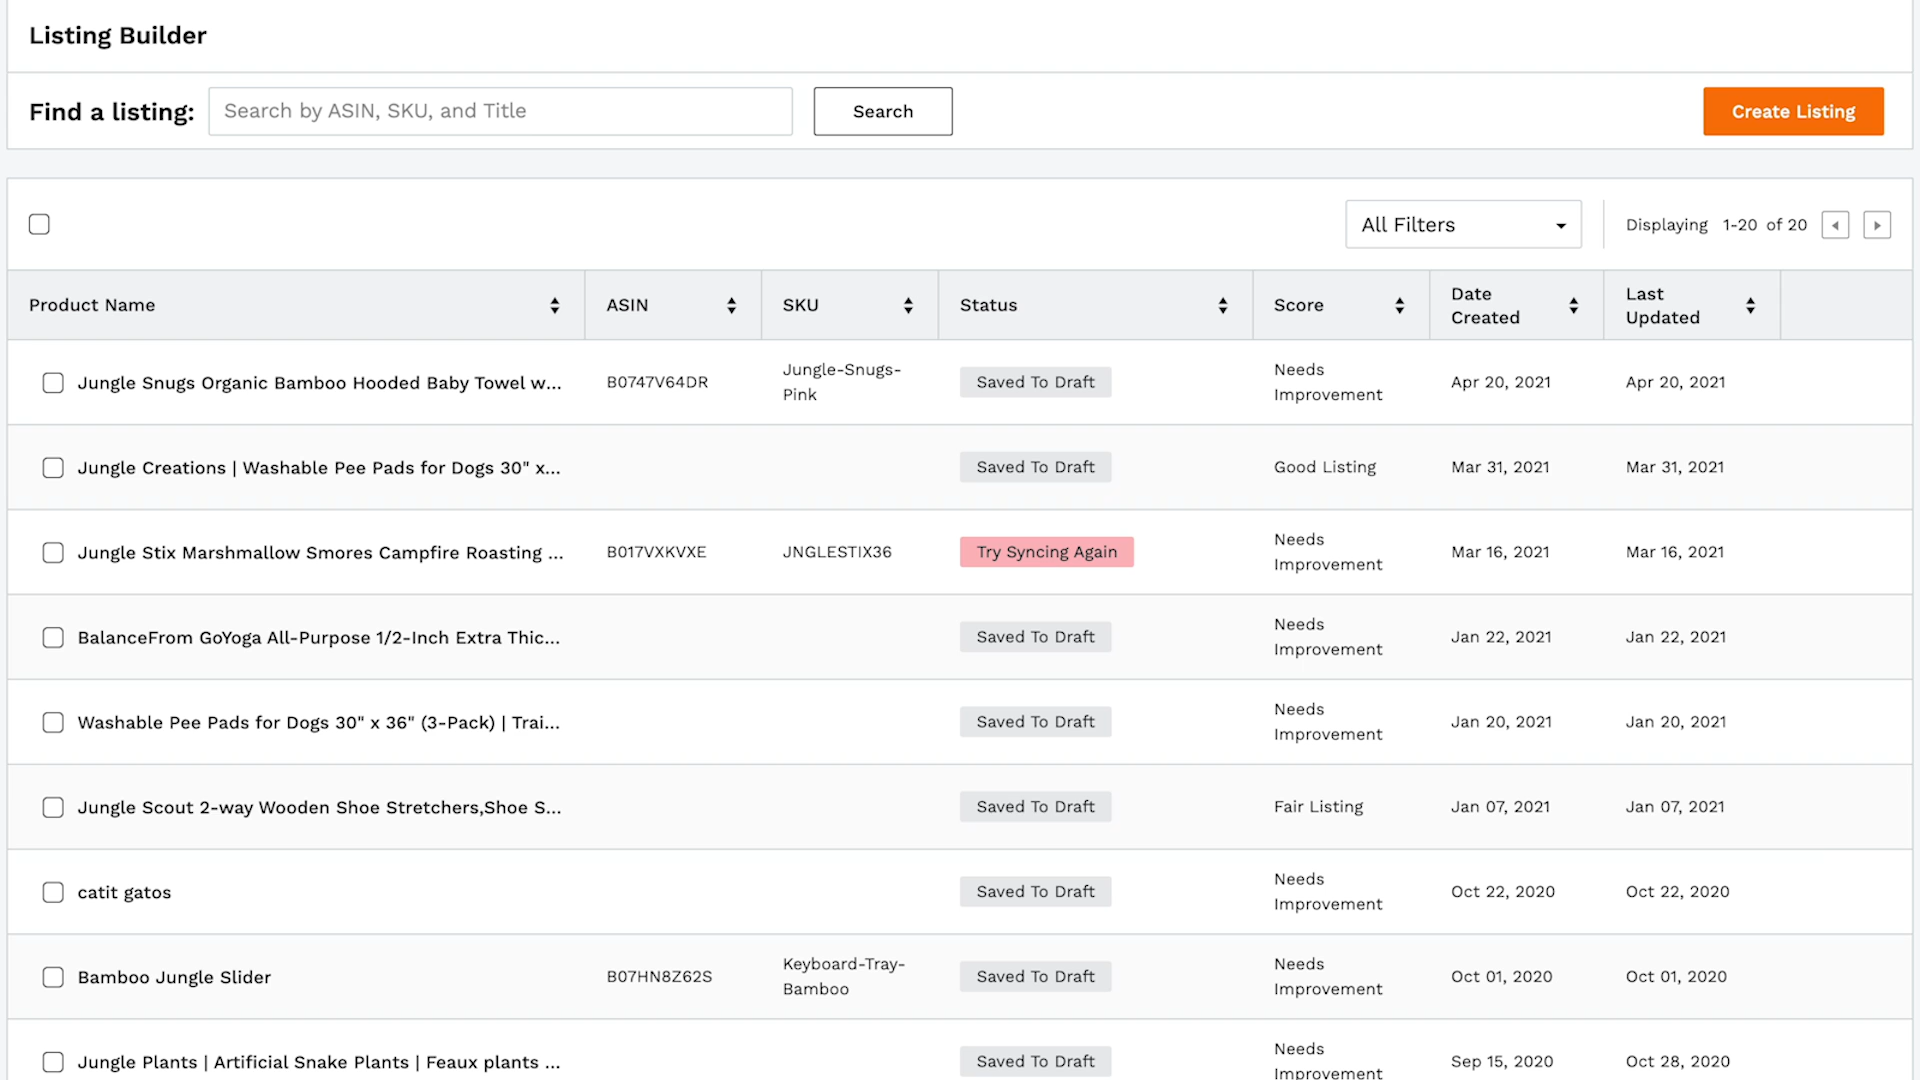 Listing Builder
Find a listing: Search by ASIN, SKU, and Title Search Create Listing
All Filters Displaying 1-20 of 20
Product Name ASIN SKU Status Score Date Created Last Updated
Jungle Snugs Organic Bamboo Hooded Baby Towel w... B0747V64DR Jungle-Snugs-Pink Saved To Draft Needs Improvement Apr 20, 2021 Apr 20, 2021
Jungle Creations | Washable Pee Pads for Dogs 30" x... Saved To Draft Good Listing Mar 31, 2021 Mar 31, 2021
Jungle Stix Marshmallow Smores Campfire Roasting ... B017VXKVXE JNGLESTIX36 Try Syncing Again Needs Improvement Mar 16, 2021 Mar 16, 2021
BalanceFrom GoYoga All-Purpose 1/2-Inch Extra Thic... Saved To Draft Needs Improvement Jan 22, 2021 Jan 22, 2021
Washable Pee Pads for Dogs 30" x 36" (3-Pack) | Trai... Saved To Draft Needs Improvement Jan 20, 2021 Jan 20, 2021
Jungle Scout 2-way Wooden Shoe Stretchers,Shoe S... Saved To Draft Fair Listing Jan 07, 2021 Jan 07, 2021
catit gatos Saved To Draft Needs Improvement Oct 22, 2020 Oct 22, 2020
Bamboo Jungle Slider B07HN8Z62S Keyboard-Tray-Bamboo Saved To Draft Needs Improvement Oct 01, 2020 Oct 01, 2020
Jungle Plants | Artificial Snake Plants | Feaux plants ... Saved To Draft Needs Improvement Sep 15, 2020 Oct 28, 2020